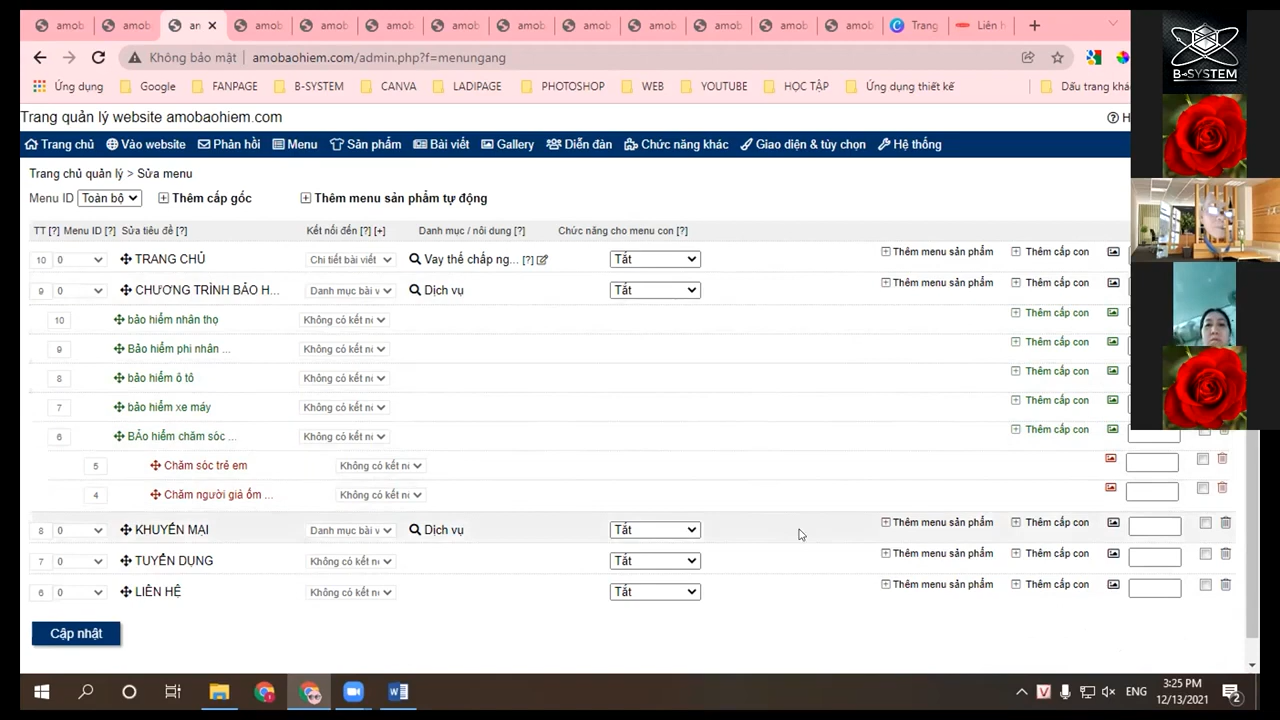 amob amob am amob amob amob amob amob amob amob amob amob amob Trang Liên h
Không bảo mật amobaohiem.com/admin.php?f=menungang
Ứng dụng Google FANPAGE B-SYSTEM CANVA LADIPAGE PHOTOSHOP WEB YOUTUBE HỌC TẬP Ứng dụng thiết kế Dấu trang khá
B-SYSTEM
Trang quản lý website amobaohiem.com H
Trang chủ Vào website Phản hồi Menu Sản phẩm Bài viết Gallery Diễn đàn Chức năng khác Giao diện & tùy chọn Hệ thống
Trang chủ quản lý > Sửa menu
Menu ID Toàn bộ Thêm cấp gốc Thêm menu sản phẩm tự động
TT [?] Menu ID [?] Sửa tiêu đề [?] Kết nối đến [?] [+] Danh mục / nôi dung [?] Chức năng cho menu con [?]
10 0 TRANG CHỦ Chi tiết bài viết Vay thế chấp ng... [?] Tắt Thêm menu sản phẩm Thêm cấp con
9 0 CHƯƠNG TRÌNH BẢO H... Danh mục bài v Dịch vụ Tắt Thêm menu sản phẩm Thêm cấp con
10 bảo hiểm nhân thọ Không có kết nố Thêm cấp con
9 Bảo hiểm phi nhân ... Không có kết nố Thêm cấp con
8 bảo hiểm ô tô Không có kết nố Thêm cấp con
7 bảo hiểm xe máy Không có kết nố Thêm cấp con
6 BẢo hiểm chăm sóc ... Không có kết nố Thêm cấp con
5 Chăm sóc trẻ em Không có kết nố
4 Chăm người già ốm ... Không có kết nố
8 0 KHUYẾN MẠI Danh mục bài v Dịch vụ Tắt Thêm menu sản phẩm Thêm cấp con
7 0 TUYỂN DỤNG Không có kết nố Tắt Thêm menu sản phẩm Thêm cấp con
6 0 LIÊN HỆ Không có kết nố Tắt Thêm menu sản phẩm Thêm cấp con
Cập nhật
ENG 3:25 PM
12/13/2021 2